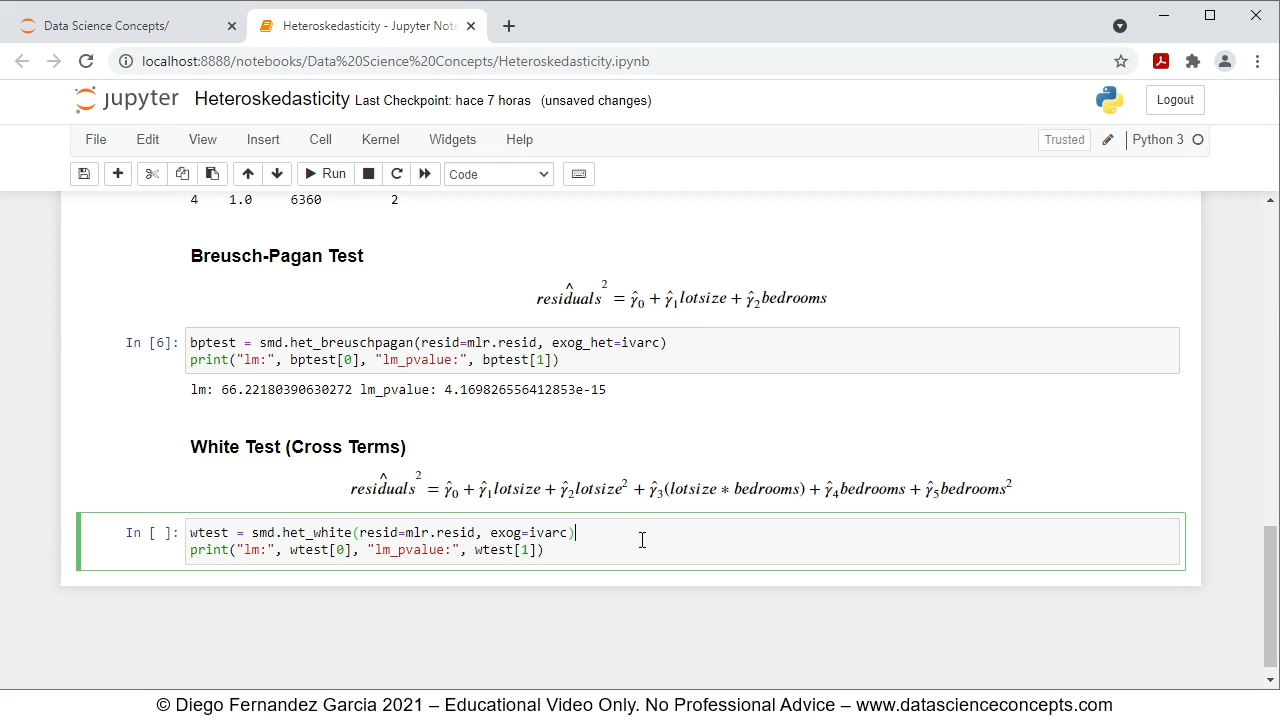 Data Science Concepts/
Heteroskedasticity - Jupyter Note
localhost:8888/notebooks/Data%20Science%20Concepts/Heteroskedasticity.ipynb
jupyter Heteroskedasticity Last Checkpoint: hace 7 horas (unsaved changes)
Logout
File Edit View Insert Cell Kernel Widgets Help
Trusted Python 3
Run Code
4 1.0 6360 2
Breusch-Pagan Test
residuals^² = γ̂₀ + γ̂₁lotsize + γ̂₂bedrooms
In [6]: bptest = smd.het_breuschpagan(resid=mlr.resid, exog_het=ivarc)
print("lm:", bptest[0], "lm_pvalue:", bptest[1])
lm: 66.22180390630272 lm_pvalue: 4.169826556412853e-15
White Test (Cross Terms)
residuals^² = γ̂₀ + γ̂₁lotsize + γ̂₂lotsize² + γ̂₃(lotsize * bedrooms) + γ̂₄bedrooms + γ̂₅bedrooms²
In [ ]: wtest = smd.het_white(resid=mlr.resid, exog=ivarc)
print("lm:", wtest[0], "lm_pvalue:", wtest[1])
© Diego Fernandez Garcia 2021 – Educational Video Only. No Professional Advice – www.datascienceconcepts.com